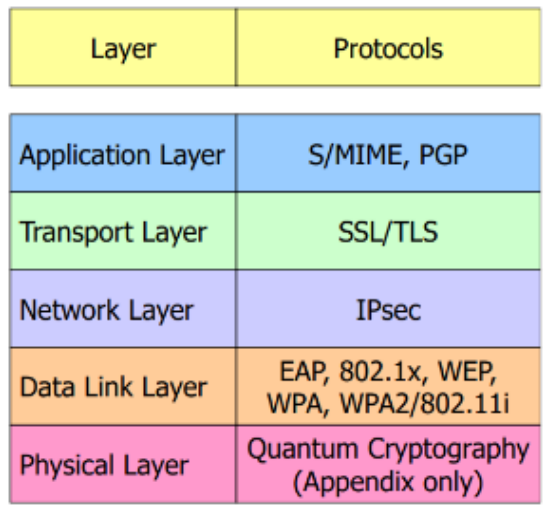 Layer Protocols
Application Layer S/MIME, PGP
Transport Layer SSL/TLS
Network Layer IPsec
Data Link Layer EAP, 802.1x, WEP,
WPA, WPA2/802.11i
Physical Layer Quantum Cryptography
(Appendix only)